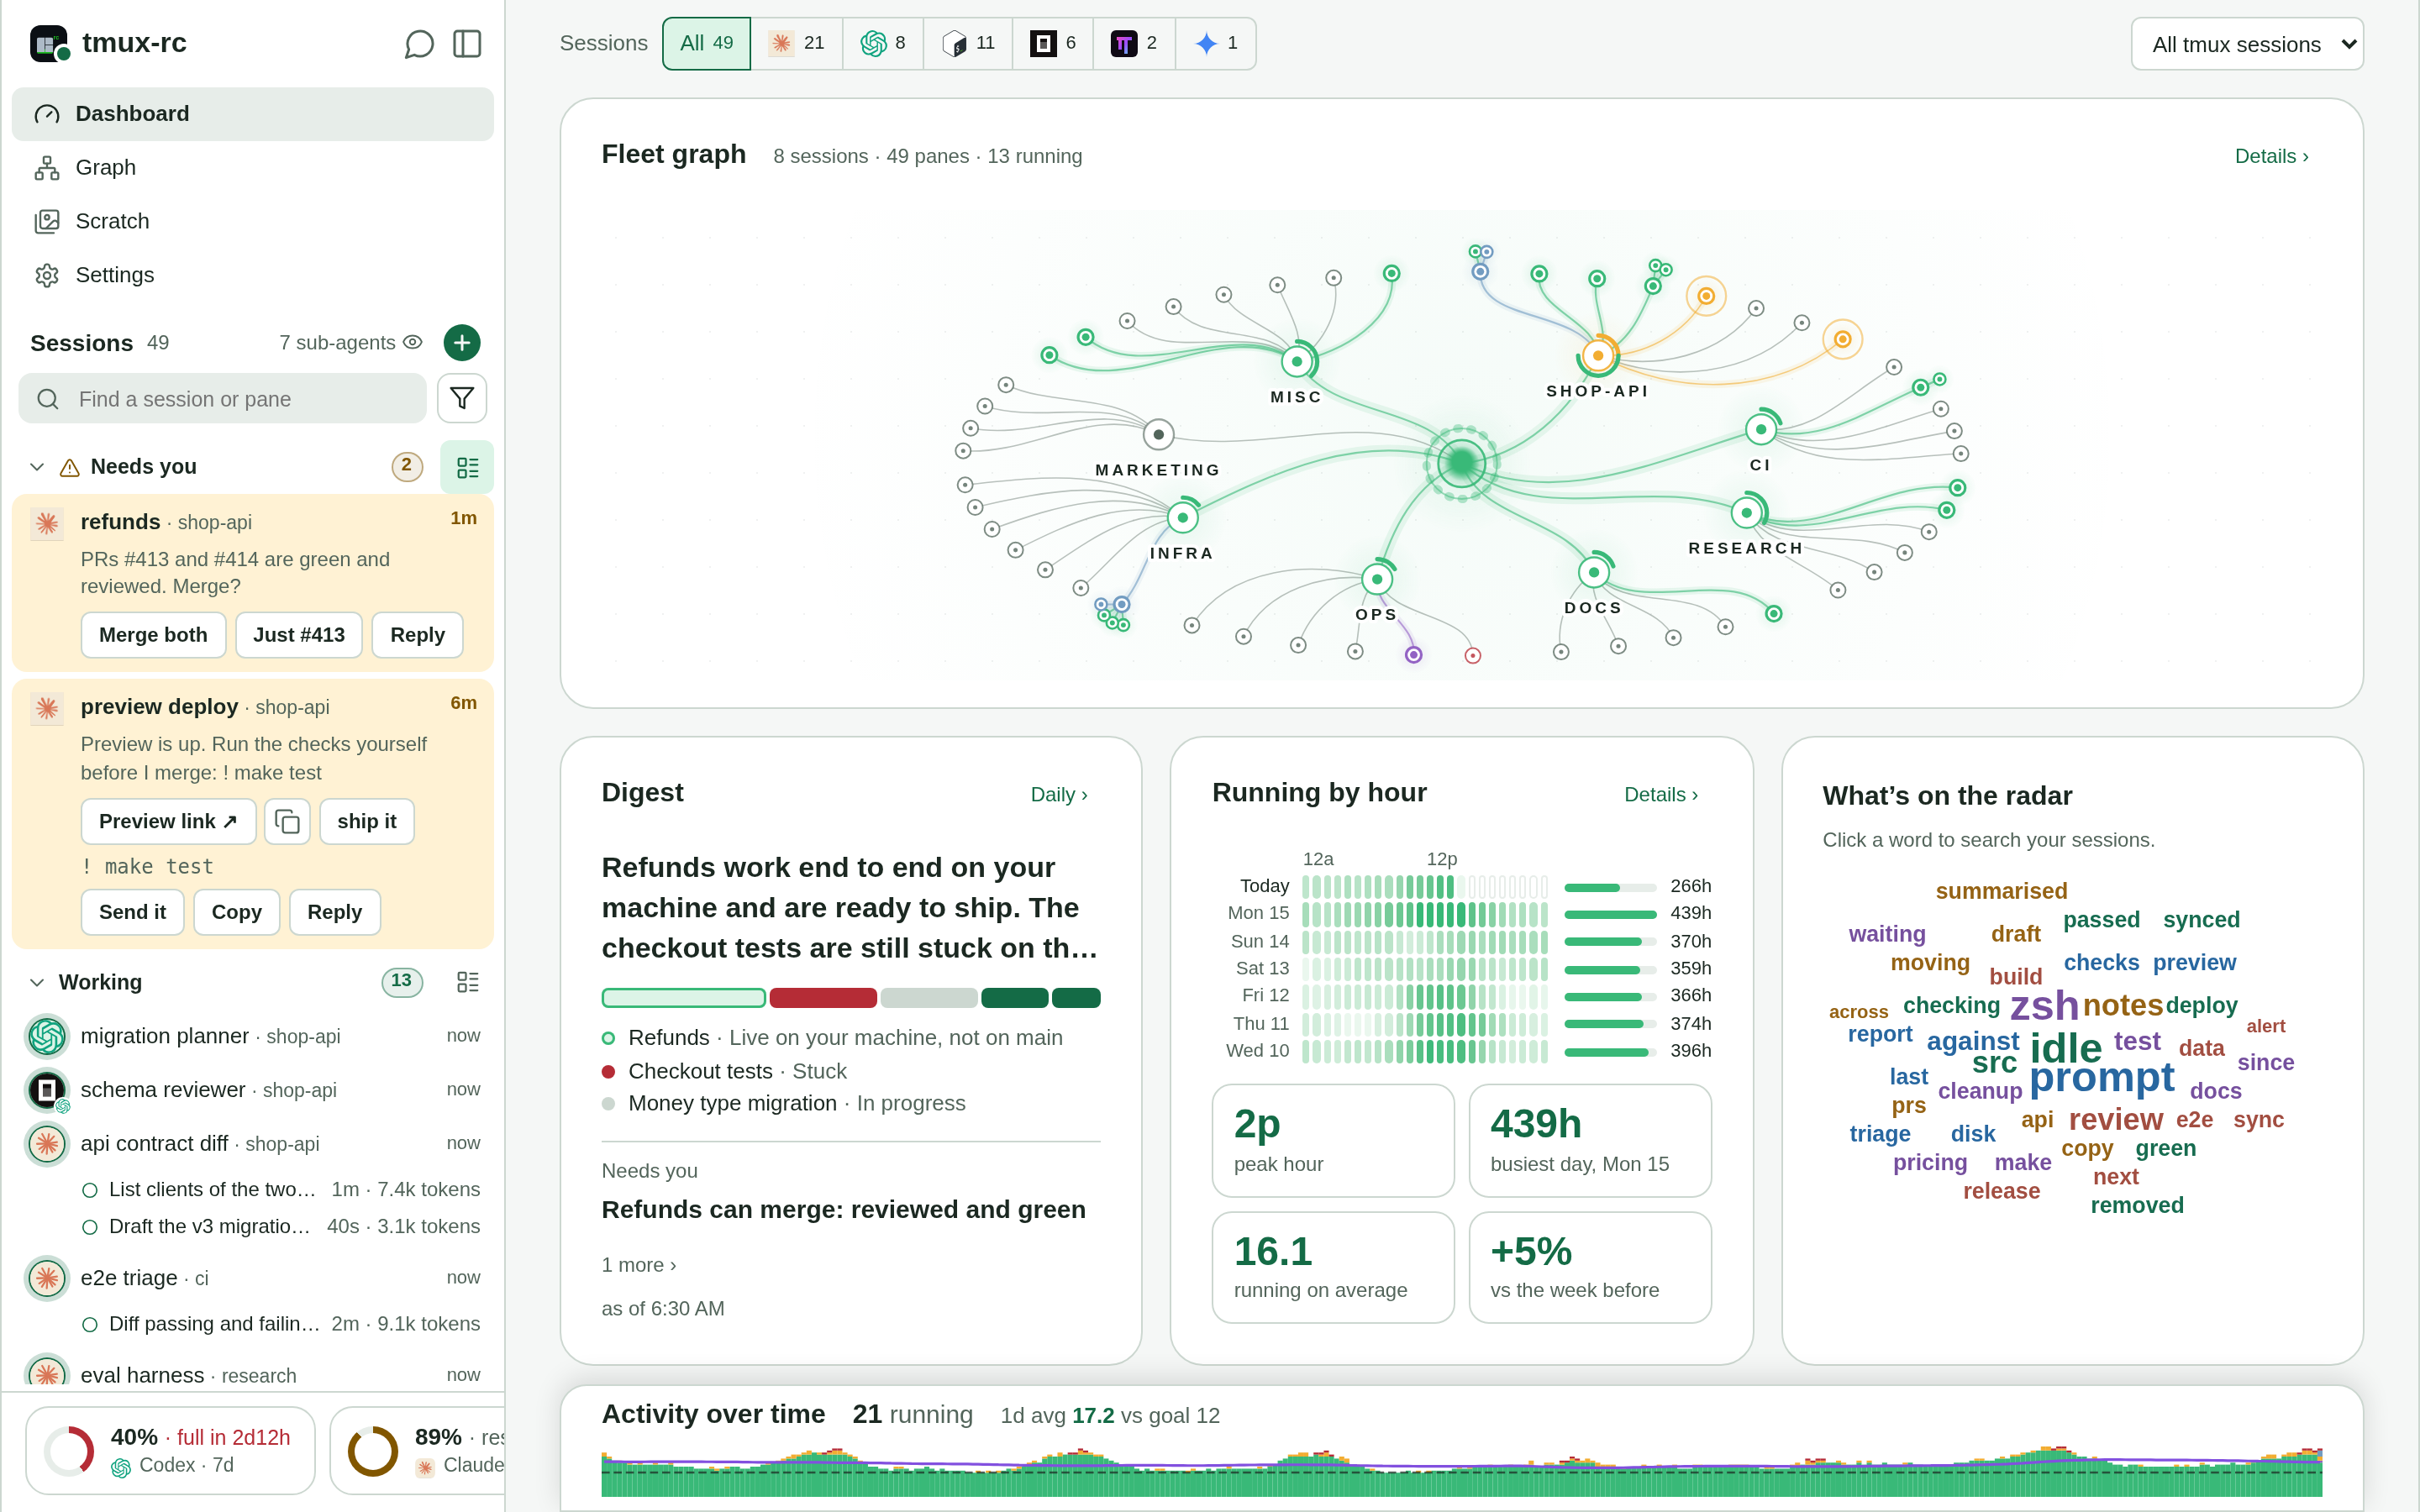 tmux-rc
Dashboard
Graph
Scratch
Settings
Sessions 49 7 sub-agents
Find a session or pane
Needs you 2
refunds · shop-api 1m
PRs #413 and #414 are green and
reviewed. Merge?
Merge both Just #413 Reply
preview deploy · shop-api 6m
Preview is up. Run the checks yourself
before I merge: ! make test
Preview link ↗ ship it
! make test
Send it Copy Reply
Working 13
migration planner · shop-api now
schema reviewer · shop-api now
api contract diff · shop-api now
List clients of the two… 1m · 7.4k tokens
Draft the v3 migratio… 40s · 3.1k tokens
e2e triage · ci now
Diff passing and failin… 2m · 9.1k tokens
eval harness · research now
40% · full in 2d12h
Codex · 7d
89% · res
Claude
Sessions All 49 21 8 11 6 2 1 All tmux sessions
Fleet graph 8 sessions · 49 panes · 13 running Details ›
MISC
SHOP-API
MARKETING
CI
INFRA
RESEARCH
OPS
DOCS
Digest Daily ›
Refunds work end to end on your
machine and are ready to ship. The
checkout tests are still stuck on th…
Refunds · Live on your machine, not on main
Checkout tests · Stuck
Money type migration · In progress
Needs you
Refunds can merge: reviewed and green
1 more ›
as of 6:30 AM
Running by hour Details ›
12a 12p
Today 266h
Mon 15 439h
Sun 14 370h
Sat 13 359h
Fri 12 366h
Thu 11 374h
Wed 10 396h
2p
peak hour
439h
busiest day, Mon 15
16.1
running on average
+5%
vs the week before
What’s on the radar
Click a word to search your sessions.
summarised
waiting draft passed synced
moving build checks preview
across checking zsh notes deploy
report against idle test data alert
src since
last cleanup prompt docs
prs api review e2e sync
triage disk copy green
pricing make next
release removed
Activity over time 21 running 1d avg 17.2 vs goal 12